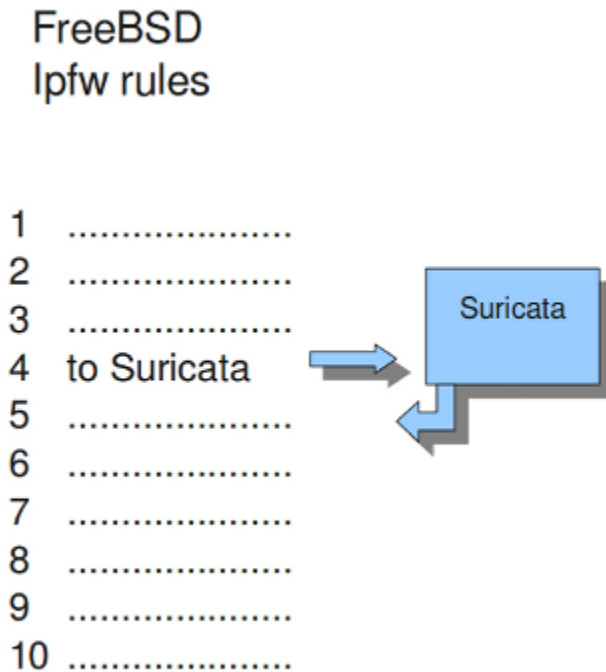 FreeBSD
Ipfw rules
1 .....................
2 .....................
3 .....................
4 to Suricata
Suricata
5 .....................
6 .....................
7 .....................
8 .....................
9 .....................
10 .....................